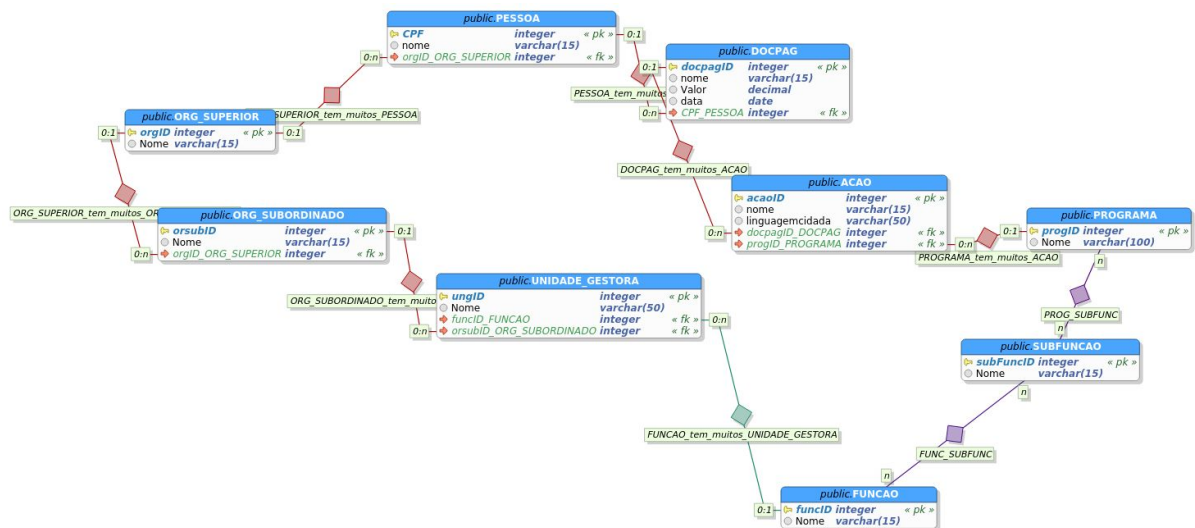 public.PESSOA
CPF integer « pk »
nome varchar(15)
orgID_ORG_SUPERIOR integer « fk »
0:1
0:n
public.DOCPAG
docpagID integer « pk »
nome varchar(15)
Valor decimal
data date
CPF_PESSOA integer « fk »
0:1
0:n
PESSOA_tem_muitos
SUPERIOR_tem_muitos_PESSOA
public.ORG_SUPERIOR
orgID integer « pk »
Nome varchar(15)
0:1
0:1
DOCPAG_tem_muitos_ACAO
public.ACAO
acaoID integer « pk »
nome varchar(15)
linguagemcidada varchar(50)
docpagID_DOCPAG integer « fk »
progID_PROGRAMA integer « fk »
0:n
0:n
0:1
PROGRAMA_tem_muitos_ACAO
public.PROGRAMA
progID integer « pk »
Nome varchar(100)
n
ORG_SUPERIOR_tem_muitos_OR
public.ORG_SUBORDINADO
orsubID integer « pk »
Nome varchar(15)
orgID_ORG_SUPERIOR integer « fk »
0:n
0:1
ORG_SUBORDINADO_tem_muito
public.UNIDADE_GESTORA
ungID integer « pk »
Nome varchar(50)
funcID_FUNCAO integer « fk »
orsubID_ORG_SUBORDINADO integer « fk »
0:n
0:n
PROG_SUBFUNC
n
public.SUBFUNCAO
subFuncID integer « pk »
Nome varchar(15)
n
FUNCAO_tem_muitos_UNIDADE_GESTORA
FUNC_SUBFUNC
n
public.FUNCAO
funcID integer « pk »
Nome varchar(15)
0:1